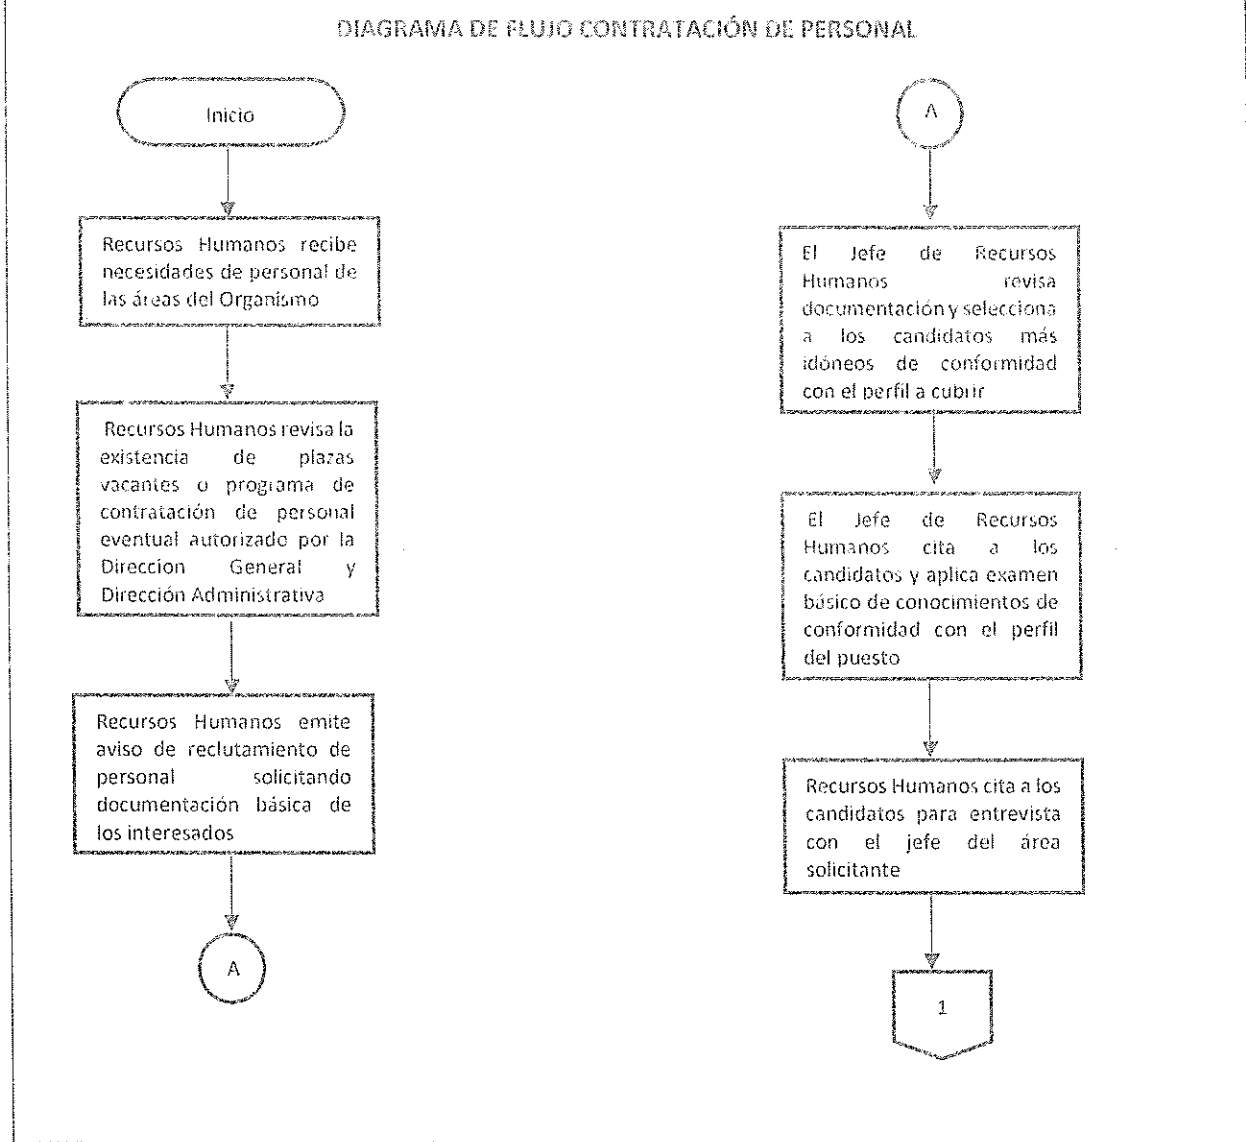 DIAGRAMA DE FLUJO CONTRATACIÓN DE PERSONAL
Inicio
Recursos Humanos recibe
necesidades de personal de
las áreas del Organísmo
Recursos Humanos revisa la
existencia de plazas
vacantes o programa de
contratación de personal
eventual autorizado por la
Direccion General y
Dirección Administrativa
Recursos Humanos emite
aviso de reclutamiento de
personal solicitando
documentación básica de
los interesados
A
A
El Jefe de Recursos
Humanos revisa
documentación y selecciona
a los candidatos más
idóneos de conformidad
con el perfil a cubrir
El Jefe de Recursos
Humanos cita a los
candidatos y aplica examen
básico de conocimientos de
conformidad con el perfil
del puesto
Recursos Humanos cita a los
candidatos para entrevista
con el jefe del área
solicitante
1